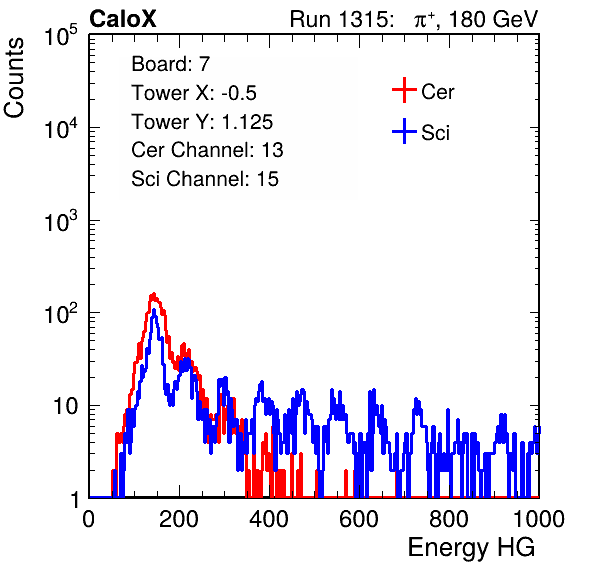 CaloX Run 1315: π⁺, 180 GeV
Counts
Board: 7
Tower X: -0.5
Tower Y: 1.125
Cer Channel: 13
Sci Channel: 15
Cer
Sci
10⁵
10⁴
10³
10²
10
1
0 200 400 600 800 1000
Energy HG